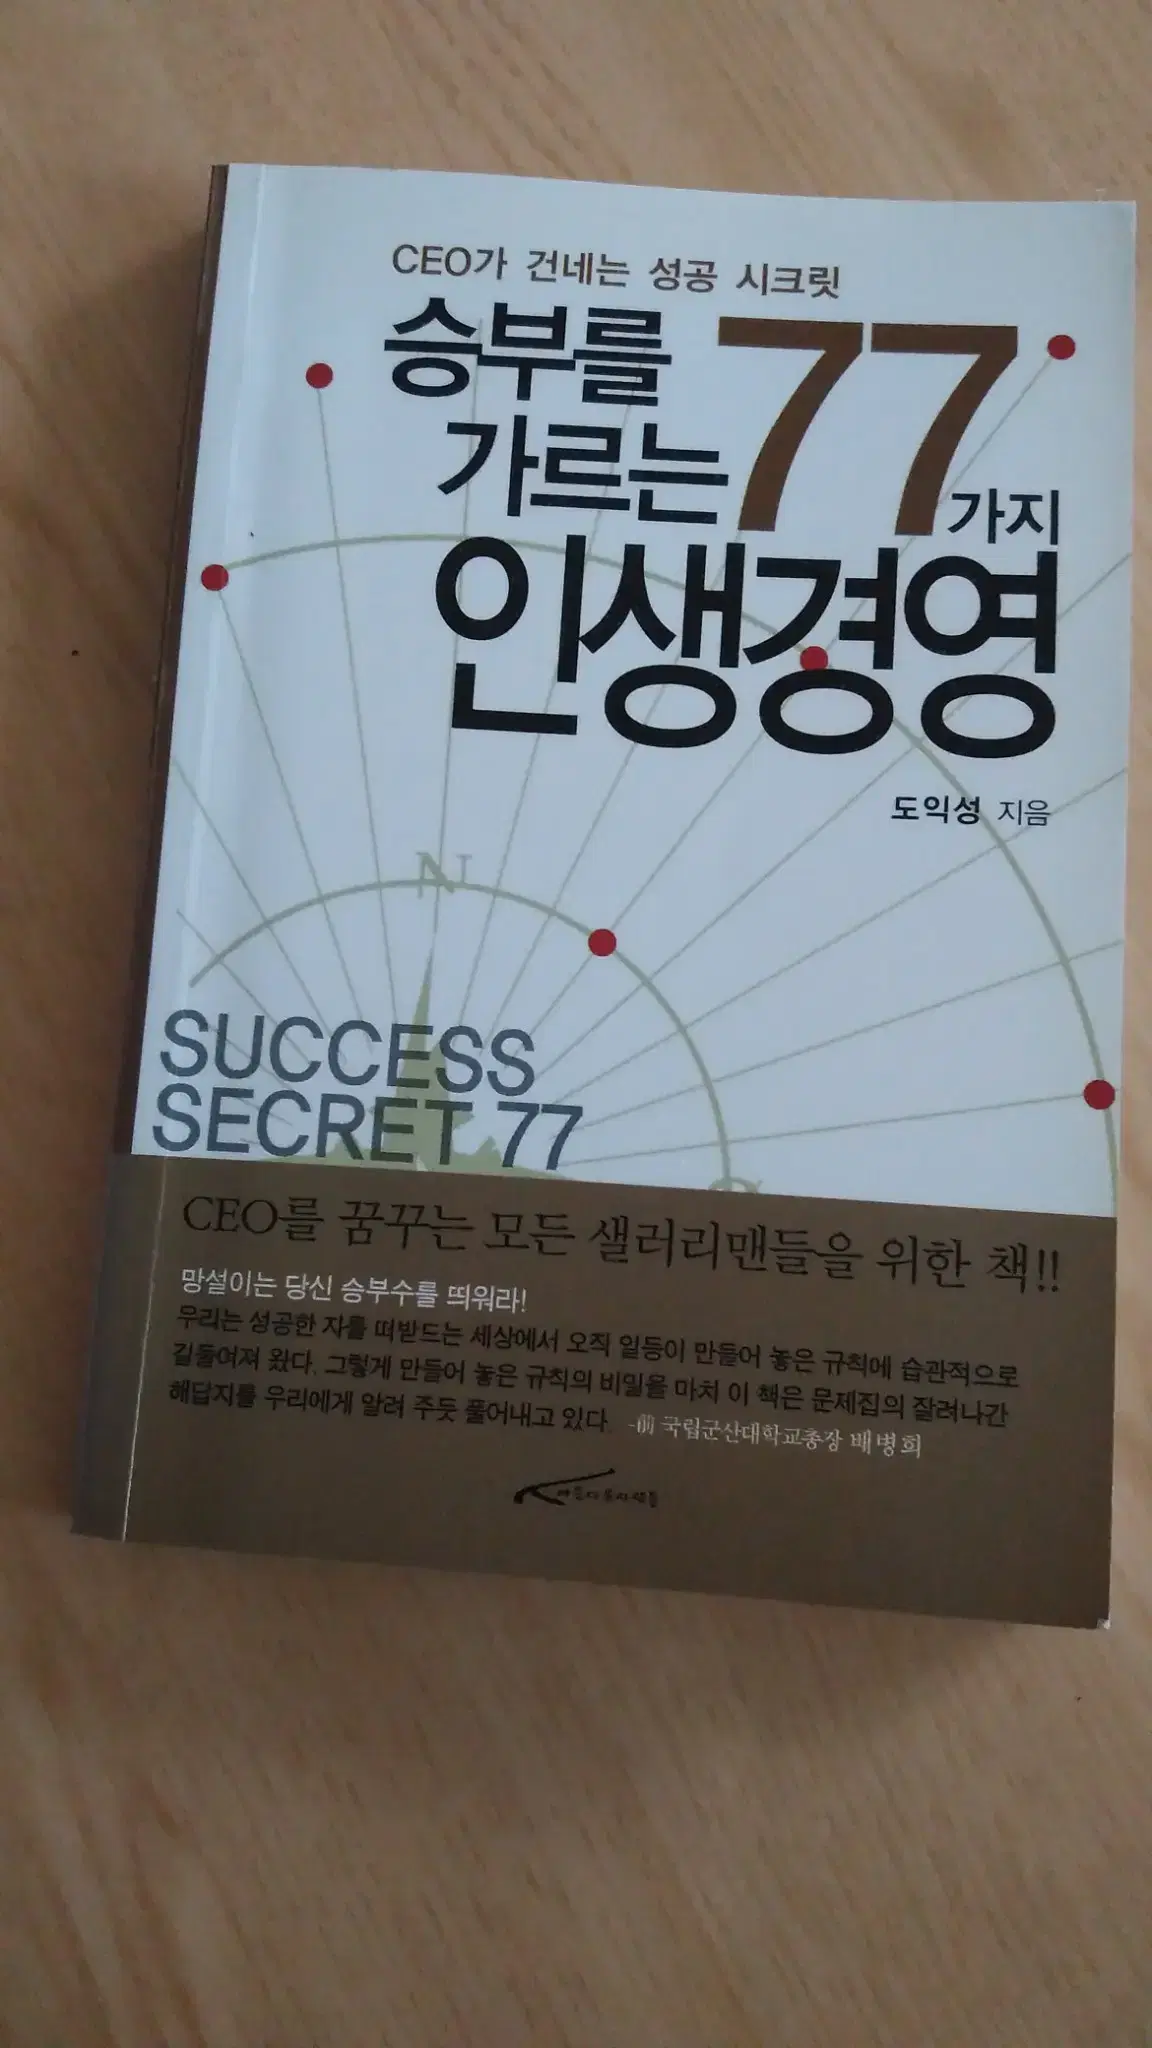 CEO가 건네는 성공 시크릿
승부를
가르는
77가지
인생경영
도익성 지음
N
SUCCESS
SECRET 77
CEO를 꿈꾸는 모든 샐러리맨들을 위한 책!!
망설이는 당신 승부수를 띄워라!
우리는 성공한 자를 떠받드는 세상에서 오직 일등이 만들어 놓은 규칙에 습관적으로
길들여져 왔다. 그렇게 만들어 놓은 규칙의 비밀을 마치 이 책은 문제집의 잘려나간
해답지를 우리에게 알려 주듯 풀어내고 있다. -前 국립군산대학교총장 배병희